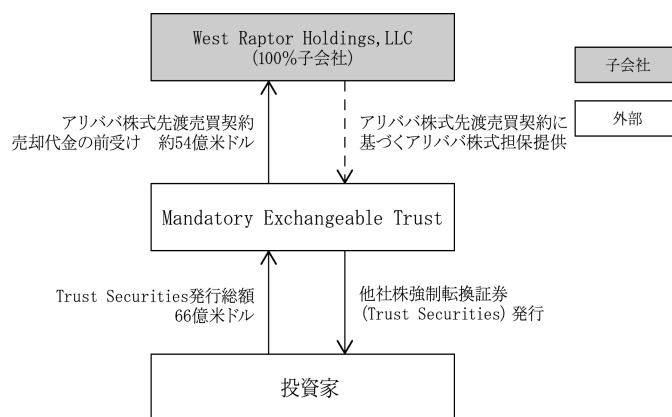 West Raptor Holdings,LLC
(100%子会社)
子会社
外部
アリババ株式先渡売買契約
売却代金の前受け　約54億米ドル
アリババ株式先渡売買契約に
基づくアリババ株式担保提供
Mandatory Exchangeable Trust
Trust Securities発行総額
66億米ドル
他社株強制転換証券
(Trust Securities) 発行
投資家